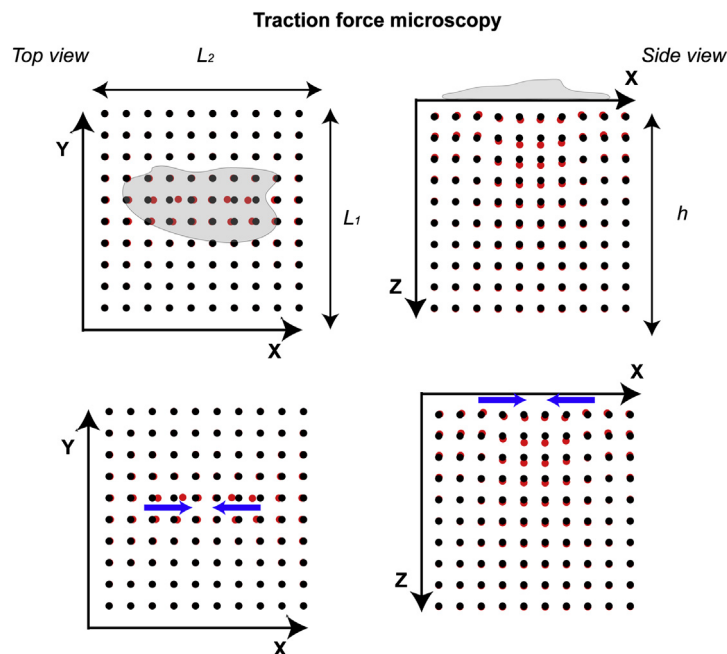 Traction force microscopy
Top view
L2
Side view
X
Y
L1
h
Z
X
X
Y
Z
X